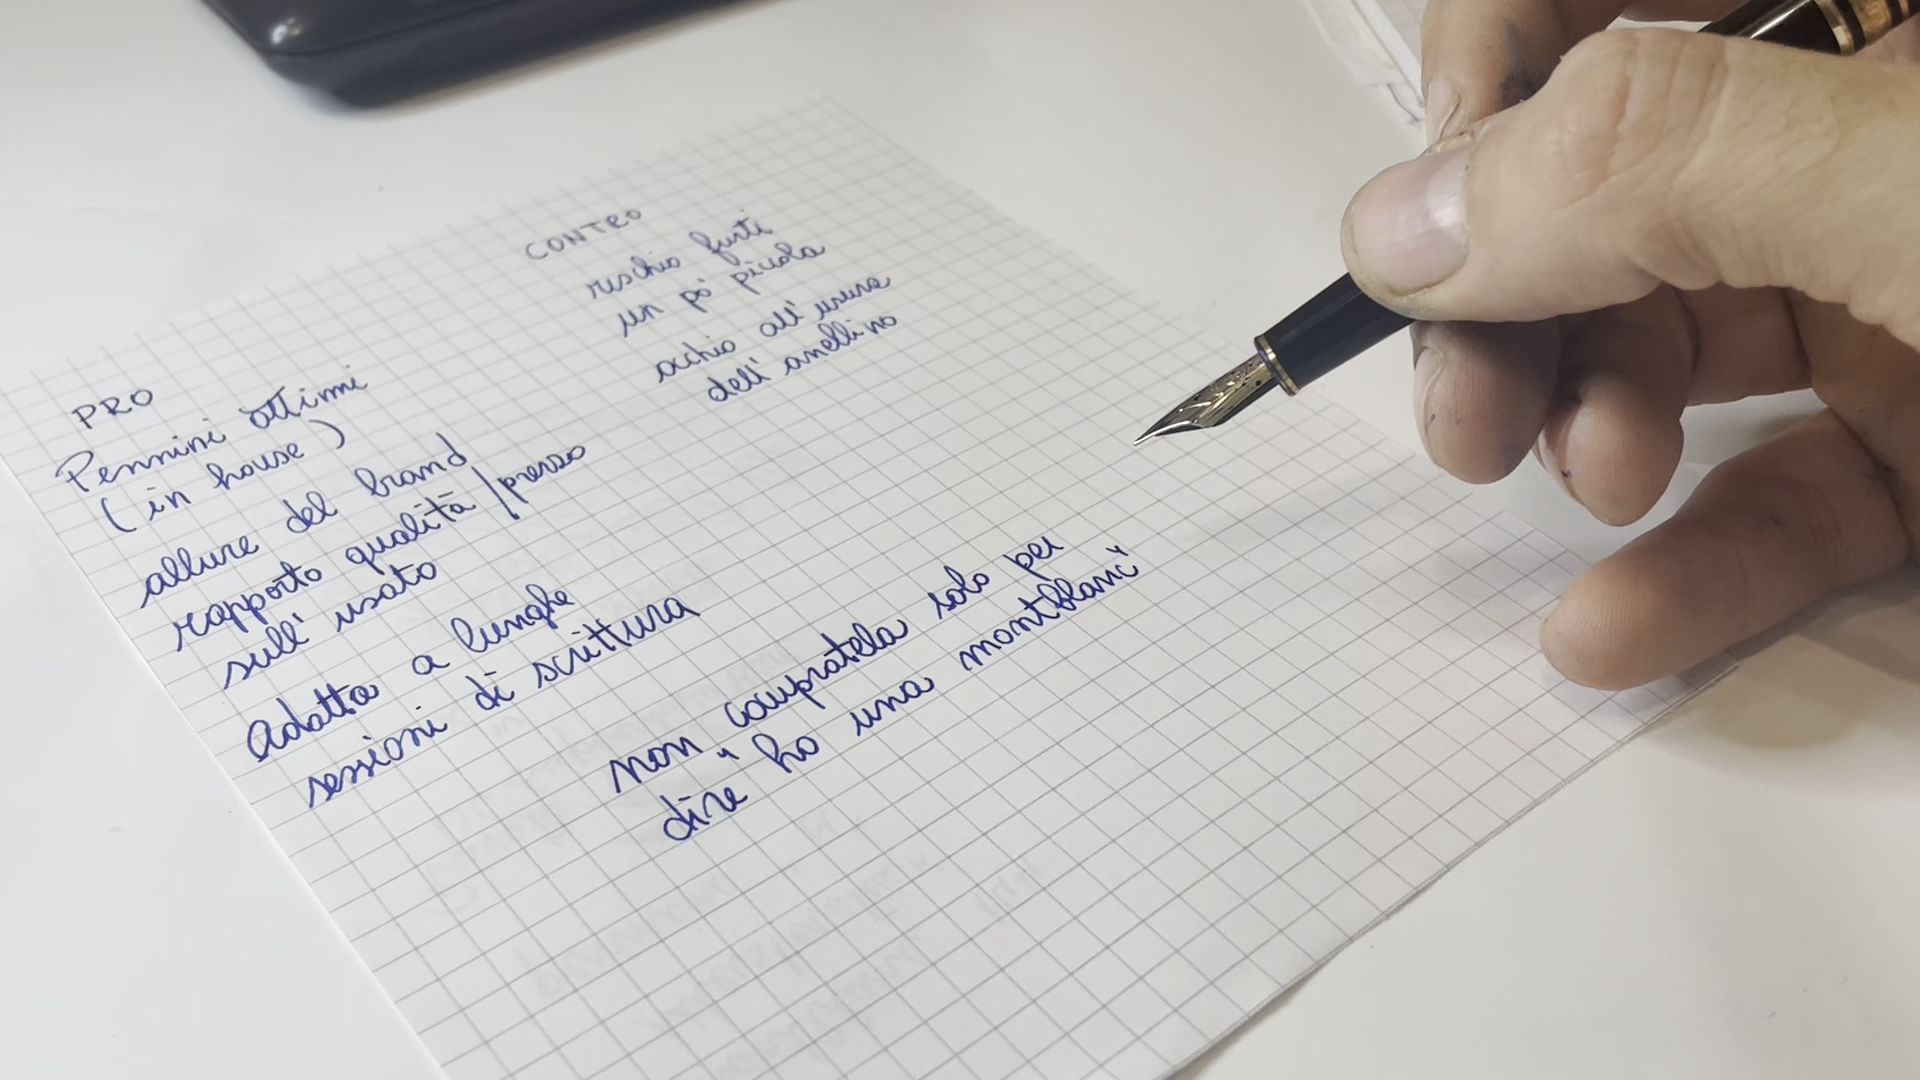 PRO
Pennini ottimi
(in house)
allure del brand
rapporto qualità/prezzo
sull' usato
Adatta a lunghe
sessioni di scrittura
CONTRO
rischio furti
un po' piccola
occhio all' usura
dell' anellino
non compratela solo per
dire "ho una montblanc"